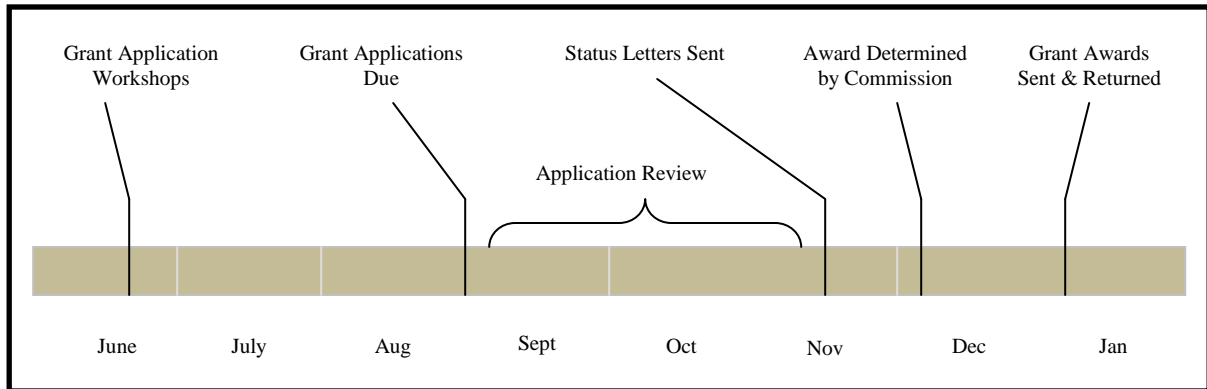 Grant Application
Workshops
Grant Applications
Due
Status Letters Sent
Award Determined
by Commission
Grant Awards
Sent & Returned
Application Review
June
July
Aug
Sept
Oct
Nov
Dec
Jan